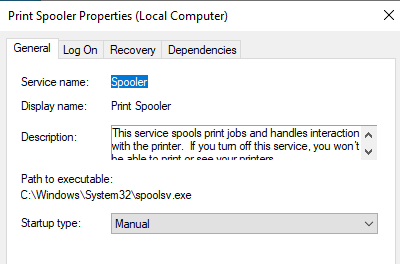 Print Spooler Properties (Local Computer)
General Log On Recovery Dependencies
Service name: Spooler
Display name: Print Spooler
Description: This service spools print jobs and handles interaction
with the printer. If you turn off this service, you won't
be able to print or see your printers.
Path to executable:
C:\Windows\System32\spoolsv.exe
Startup type: Manual